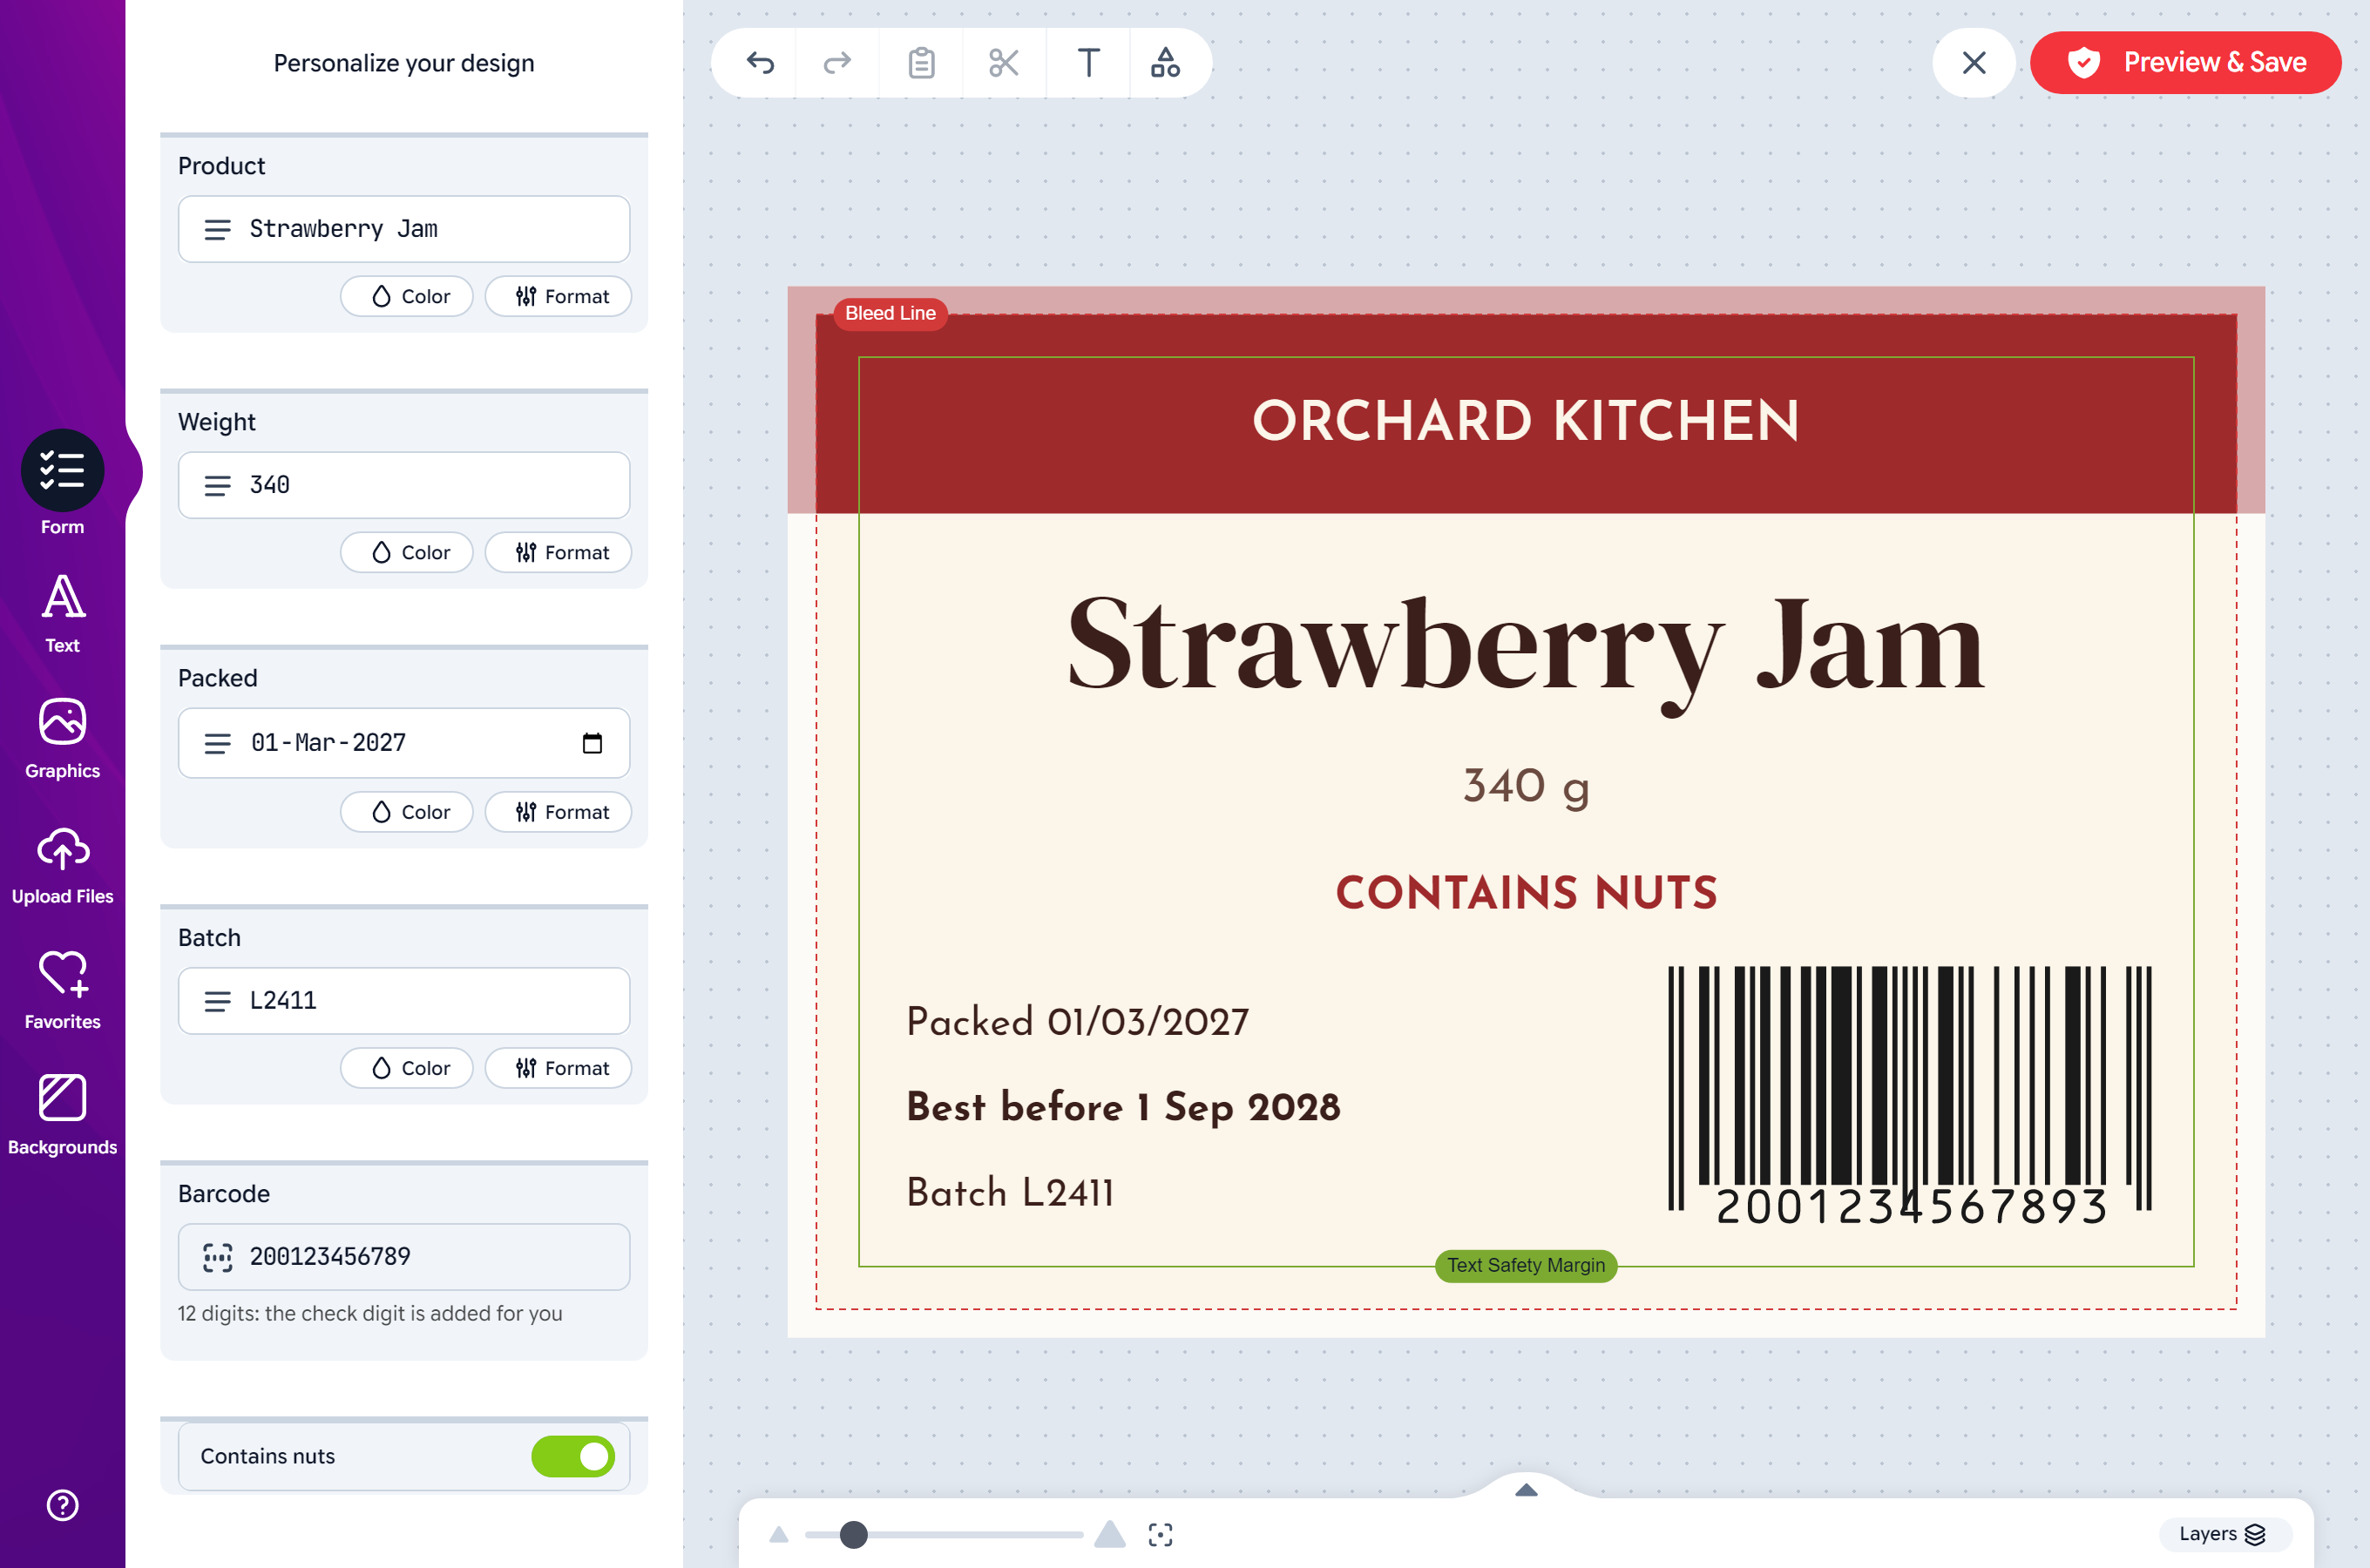 Personalize your design
Product
Strawberry Jam
Color
Format
Weight
340
Color
Format
Packed
01-Mar-2027
Color
Format
Batch
L2411
Color
Format
Barcode
200123456789
12 digits: the check digit is added for you
Contains nuts
Form
Text
Graphics
Upload Files
Favorites
Backgrounds
Preview & Save
Bleed Line
ORCHARD KITCHEN
Strawberry Jam
340 g
CONTAINS NUTS
Packed 01/03/2027
Best before 1 Sep 2028
Batch L2411
2001234567893
Text Safety Margin
Layers